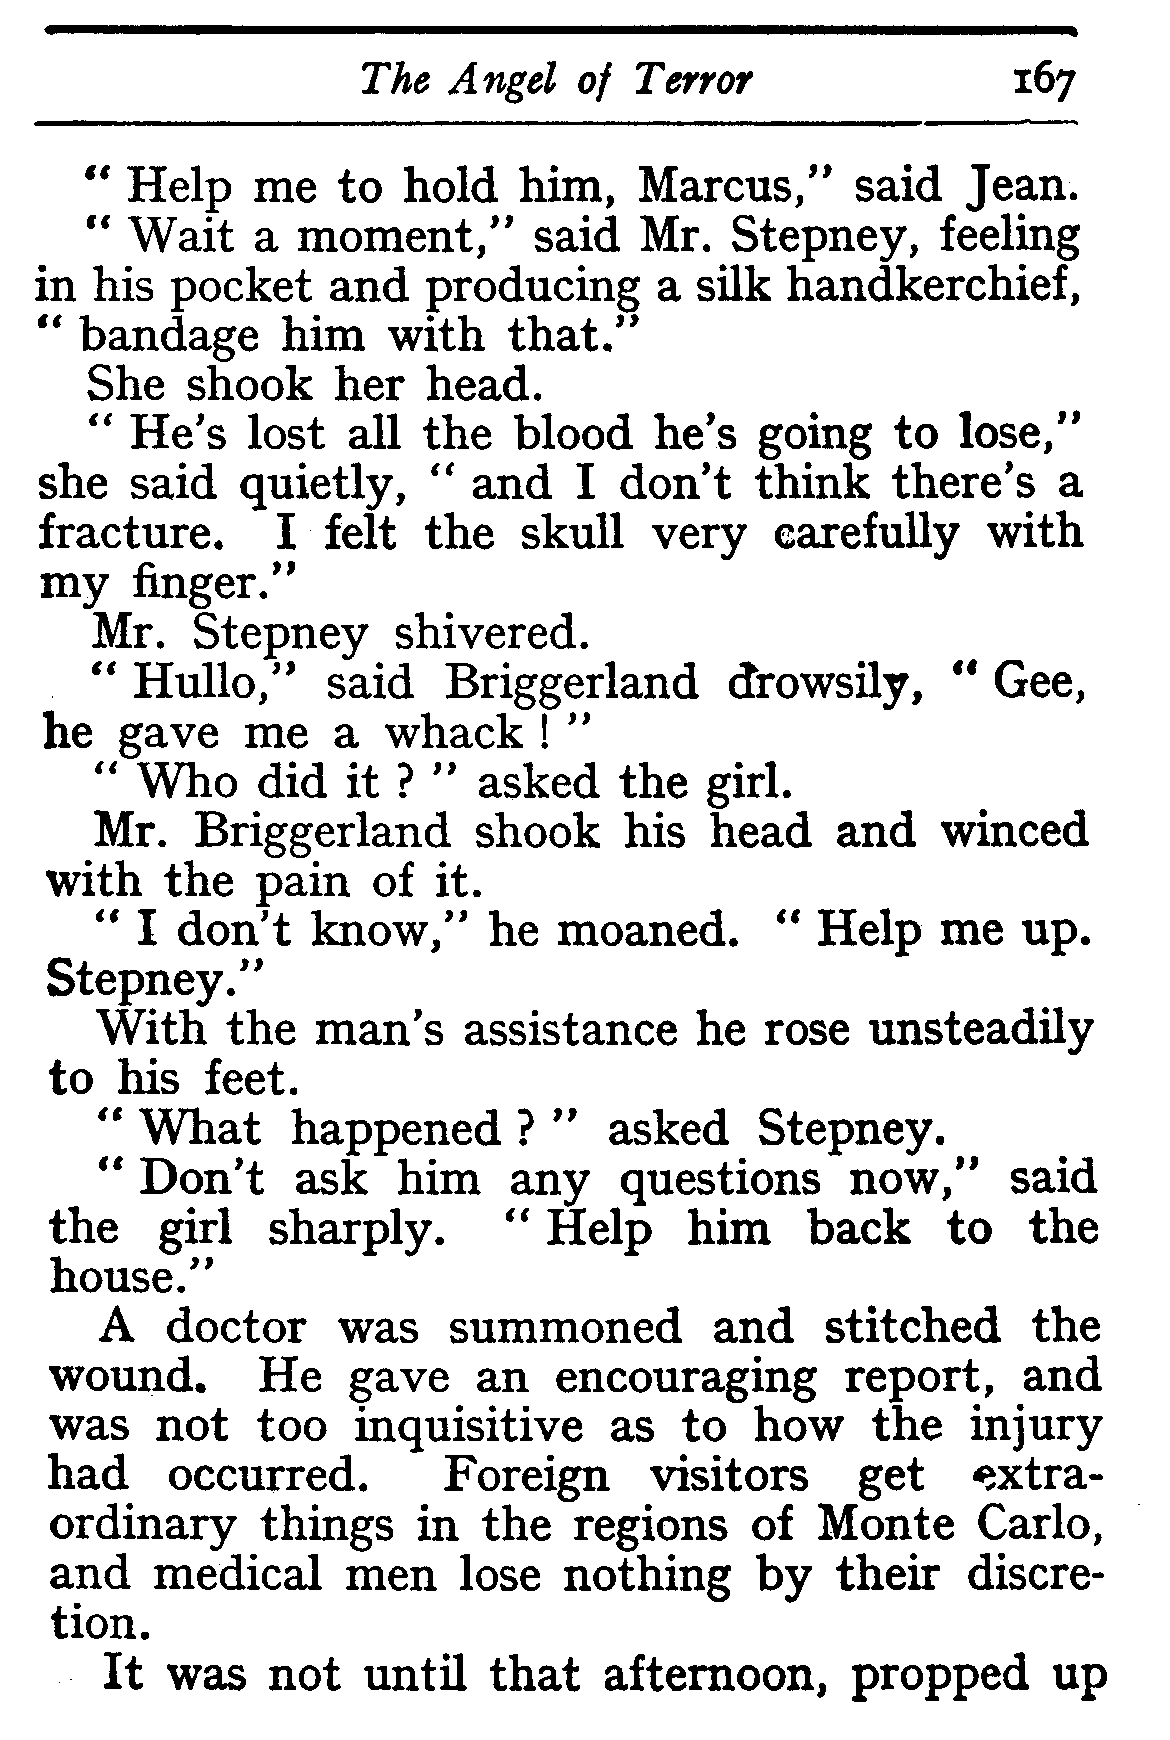 The Angel of Terror 167
“ Help me to hold him, Marcus,” said Jean.
“ Wait a moment,” said Mr. Stepney, feeling
in his pocket and producing a silk handkerchief,
“ bandage him with that.”
She shook her head.
“ He’s lost all the blood he’s going to lose,”
she said quietly, “ and I don’t think there’s a
fracture. I felt the skull very carefully with
my finger.”
Mr. Stepney shivered.
“ Hullo,” said Briggerland drowsily, “ Gee,
he gave me a whack ! ”
“ Who did it ? ” asked the girl.
Mr. Briggerland shook his head and winced
with the pain of it.
“ I don’t know,” he moaned. “ Help me up.
Stepney.”
With the man’s assistance he rose unsteadily
to his feet.
“ What happened ? ” asked Stepney.
“ Don’t ask him any questions now,” said
the girl sharply. “ Help him back to the
house.”
A doctor was summoned and stitched the
wound. He gave an encouraging report, and
was not too inquisitive as to how the injury
had occurred. Foreign visitors get extra-
ordinary things in the regions of Monte Carlo,
and medical men lose nothing by their discre-
tion.
It was not until that afternoon, propped up